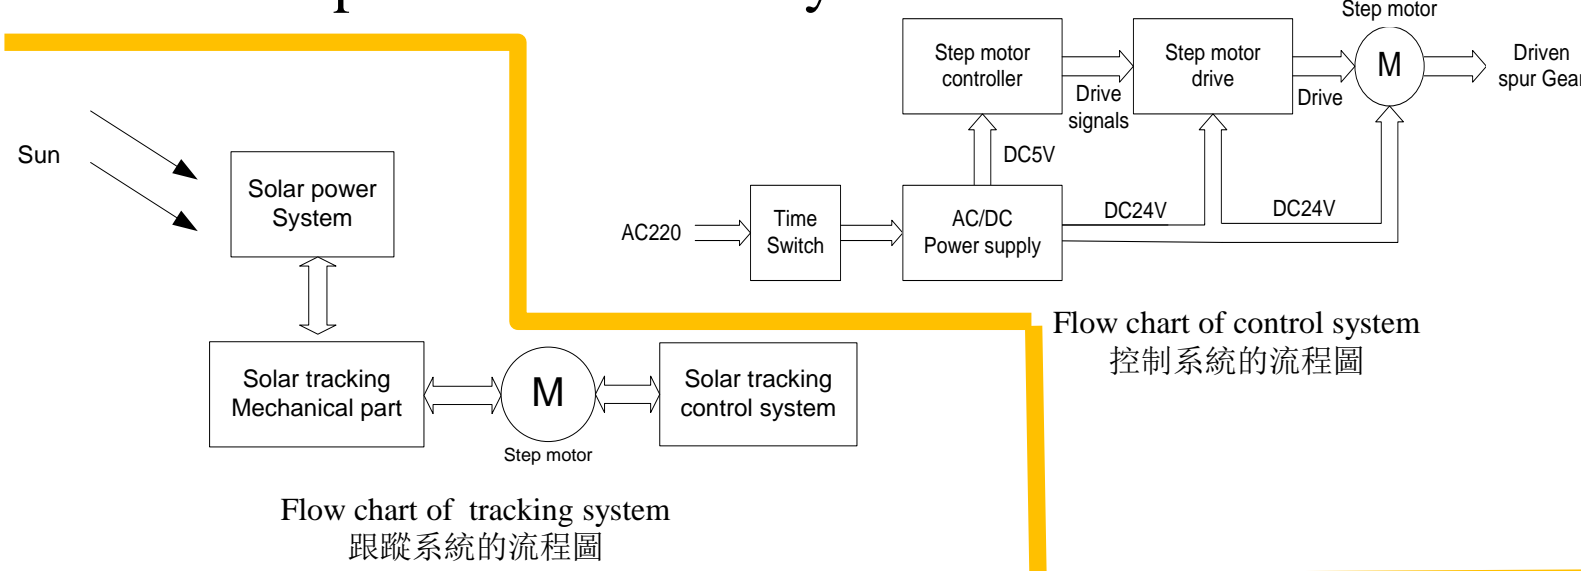 Step motor
Step motor
controller
Drive
signals
Step motor
drive
Drive
M
Driven
spur Gear
DC5V
AC220
Time
Switch
AC/DC
Power supply
DC24V
DC24V
Flow chart of control system
控制系統的流程圖
Sun
Solar power
System
Solar tracking
Mechanical part
M
Step motor
Solar tracking
control system
Flow chart of  tracking system
跟蹤系統的流程圖